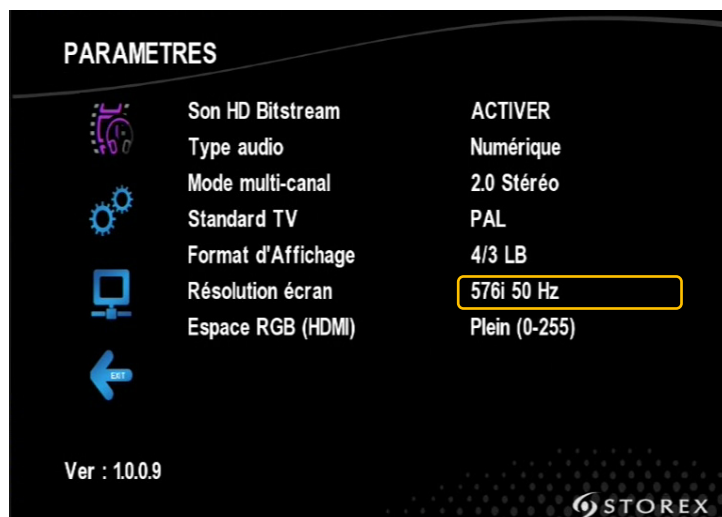 PARAMETRES
Son HD Bitstream ACTIVER
Type audio Numérique
Mode multi-canal 2.0 Stéréo
Standard TV PAL
Format d'Affichage 4/3 LB
Résolution écran 576i 50 Hz
Espace RGB (HDMI) Plein (0-255)
EXIT
Ver : 1.0.0.9
STOREX